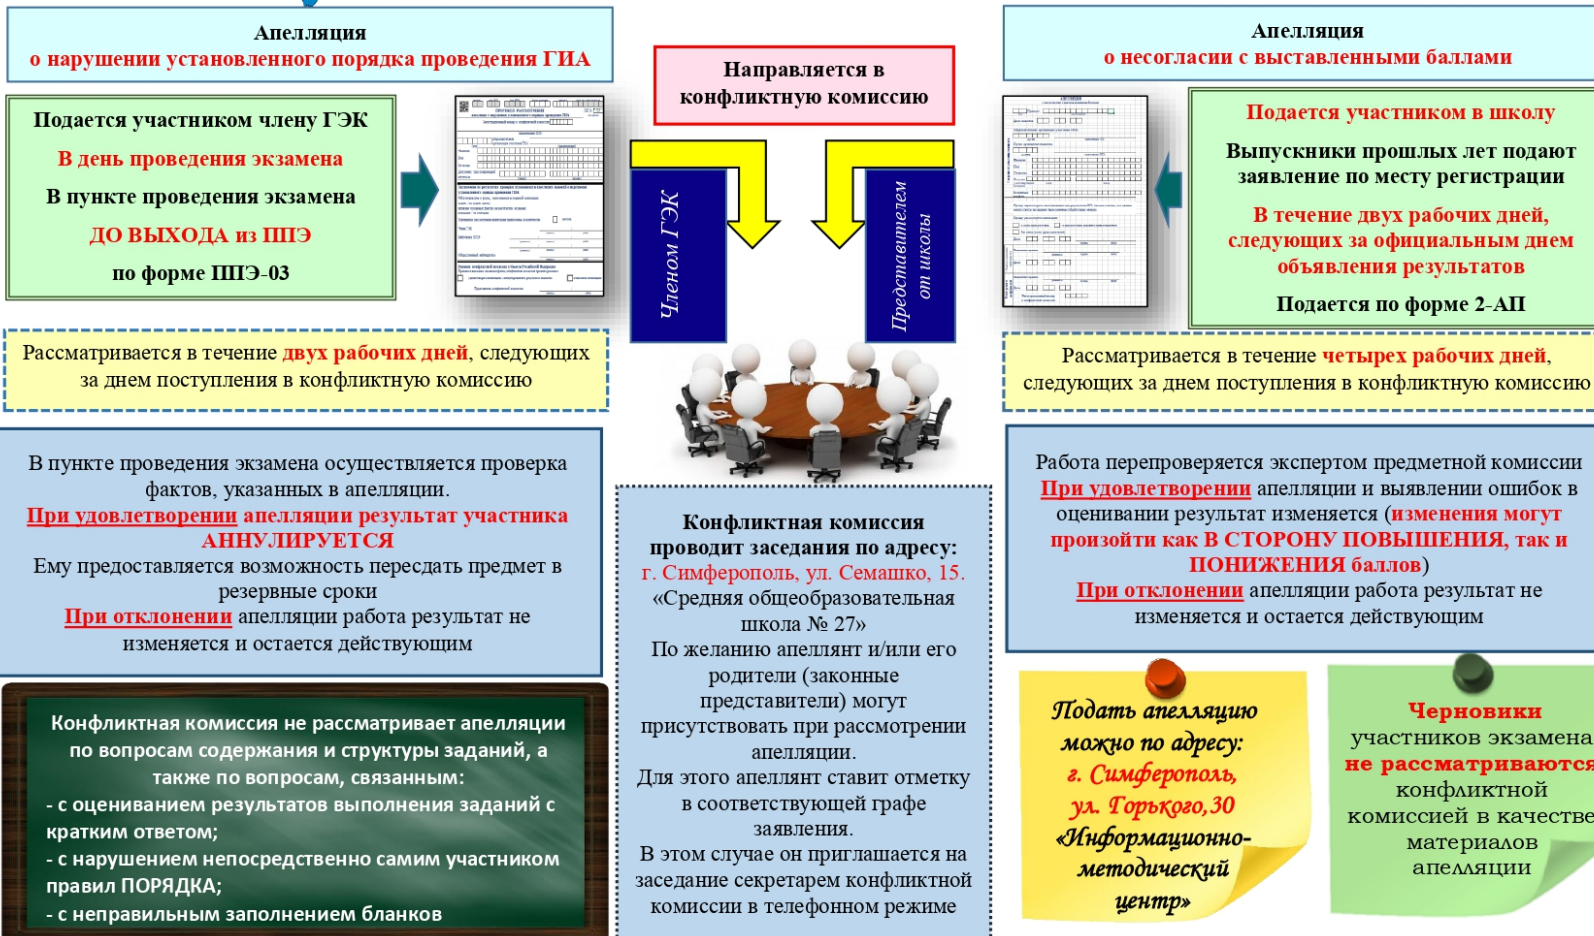 Апелляция
о нарушении установленного порядка проведения ГИА
Подается участником члену ГЭК
В день проведения экзамена
В пункте проведения экзамена
ДО ВЫХОДА из ППЭ
по форме ППЭ-03
Рассматривается в течение двух рабочих дней, следующих
за днем поступления в конфликтную комиссию
В пункте проведения экзамена осуществляется проверка
фактов, указанных в апелляции.
При удовлетворении апелляции результат участника
АННУЛИРУЕТСЯ
Ему предоставляется возможность пересдать предмет в
резервные сроки
При отклонении апелляции работа результат не
изменяется и остается действующим
Конфликтная комиссия не рассматривает апелляции
по вопросам содержания и структуры заданий, а
также по вопросам, связанным:
- с оцениванием результатов выполнения заданий с
кратким ответом;
- с нарушением непосредственно самим участником
правил ПОРЯДКА;
- с неправильным заполнением бланков
Направляется в
конфликтную комиссию
Членом ГЭК
Представителем
от школы
Конфликтная комиссия
проводит заседания по адресу:
г. Симферополь, ул. Семашко, 15.
«Средняя общеобразовательная
школа № 27»
По желанию апеллянт и/или его
родители (законные
представители) могут
присутствовать при рассмотрении
апелляции.
Для этого апеллянт ставит отметку
в соответствующей графе
заявления.
В этом случае он приглашается на
заседание секретарем конфликтной
комиссии в телефонном режиме
Апелляция
о несогласии с выставленными баллами
Подается участником в школу
Выпускники прошлых лет подают
заявление по месту регистрации
В течение двух рабочих дней,
следующих за официальным днем
объявления результатов
Подается по форме 2-АП
Рассматривается в течение четырех рабочих дней,
следующих за днем поступления в конфликтную комиссию
Работа перепроверяется экспертом предметной комиссии
При удовлетворении апелляции и выявлении ошибок в
оценивании результат изменяется (изменения могут
произойти как В СТОРОНУ ПОВЫШЕНИЯ, так и
ПОНИЖЕНИЯ баллов)
При отклонении апелляции работа результат не
изменяется и остается действующим
Подать апелляцию
можно по адресу:
г. Симферополь,
ул. Горького,30
«Информационно-
методический
центр»
Черновики
участников экзамена
не рассматриваются
конфликтной
комиссией в качестве
материалов
апелляции